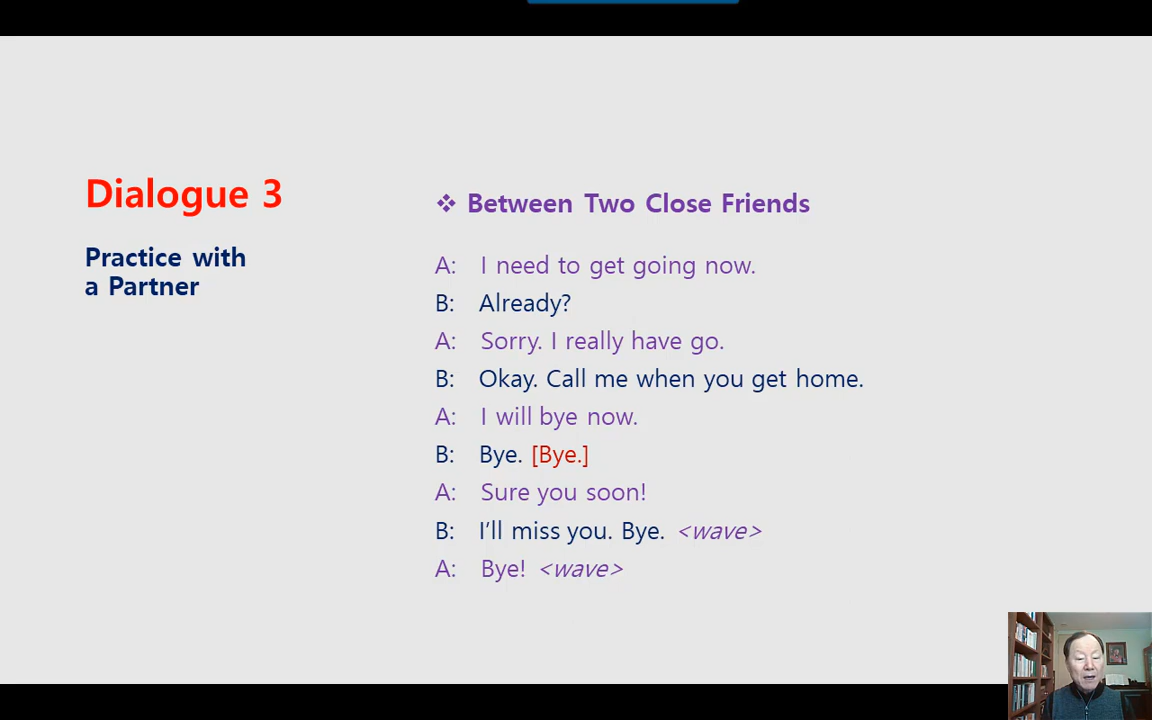 Dialogue 3
Practice with
a Partner
❖ Between Two Close Friends
A: I need to get going now.
B: Already?
A: Sorry. I really have go.
B: Okay. Call me when you get home.
A: I will bye now.
B: Bye. [Bye.]
A: Sure you soon!
B: I’ll miss you. Bye. <wave>
A: Bye! <wave>